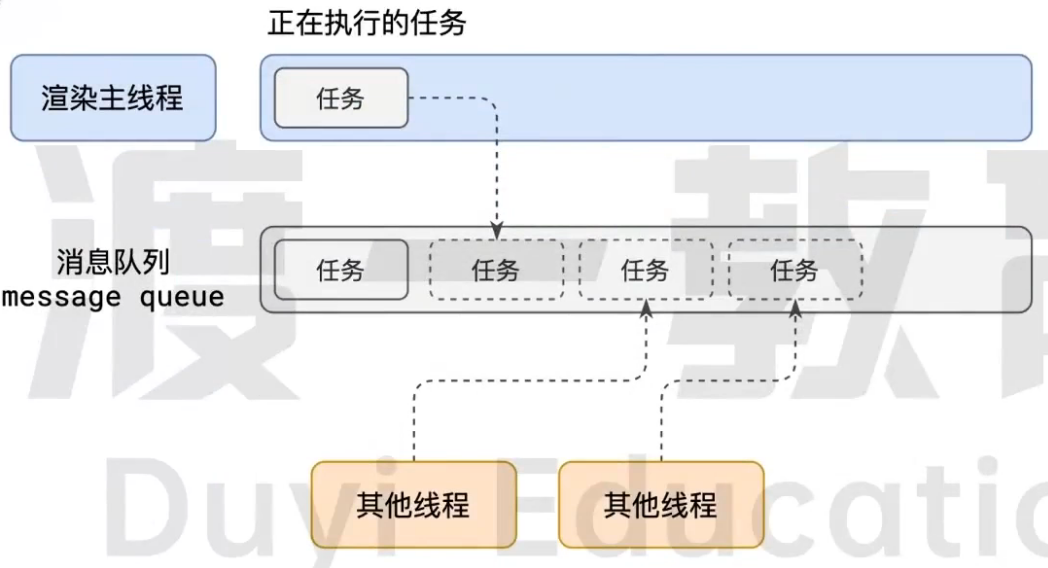 正在执行的任务
渲染主线程
任务
消息队列
message queue
任务
任务
任务
任务
其他线程
其他线程
渡一教育
Duyi Educatio